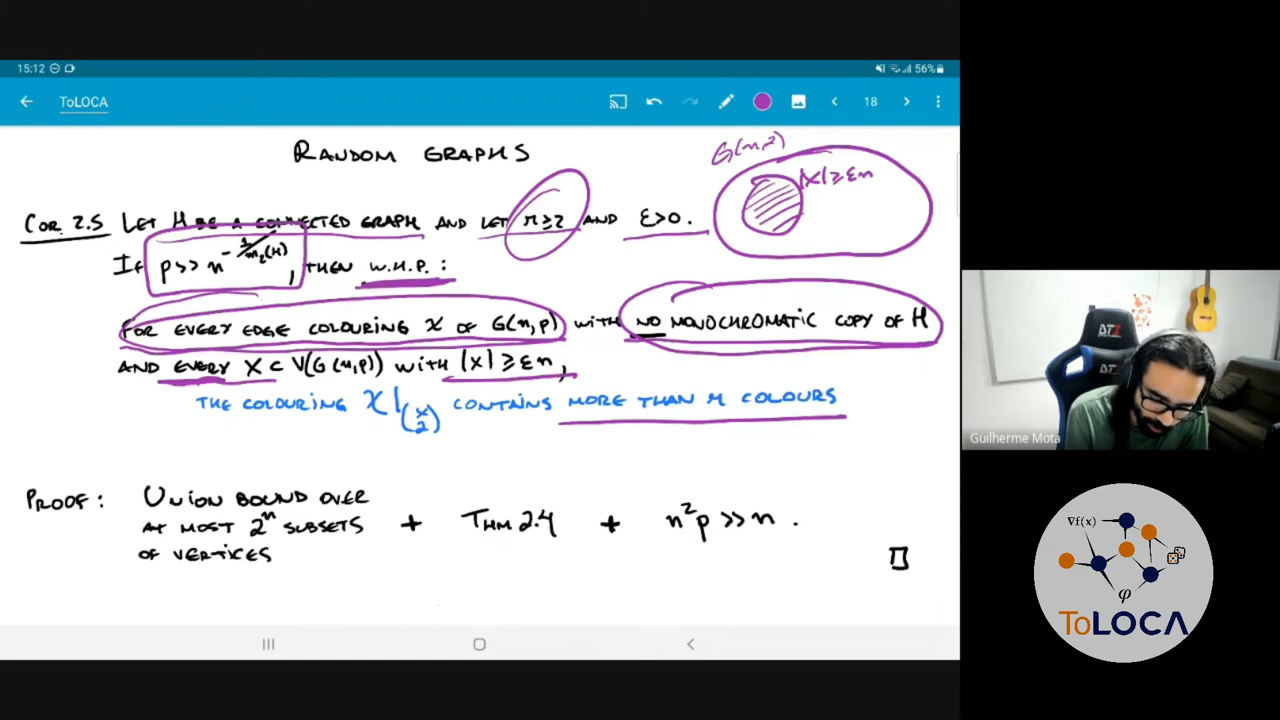 15:12
56%
ToLOCA
18
RANDOM GRAPHS
G(n,p)
|X| ≥ εn
COR 2.5 LET H BE A CONNECTED GRAPH AND LET r≥2 AND ε>0.
IF p >> n^{-1/m₂(H)}, THEN W.H.P.:
FOR EVERY EDGE COLOURING χ OF G(n,p) WITH NO MONOCHROMATIC COPY OF H
AND EVERY X ⊂ V(G(n,p)) WITH |X| ≥ εn,
THE COLOURING χ|_{(X 2)} CONTAINS MORE THAN r COLOURS
PROOF: UNION BOUND OVER
AT MOST 2^n SUBSETS + THM 2.4 + n²p >> n.
OF VERTICES
□
DT3
Guilherme Mota
∇f(x)
φ
ToLOCA